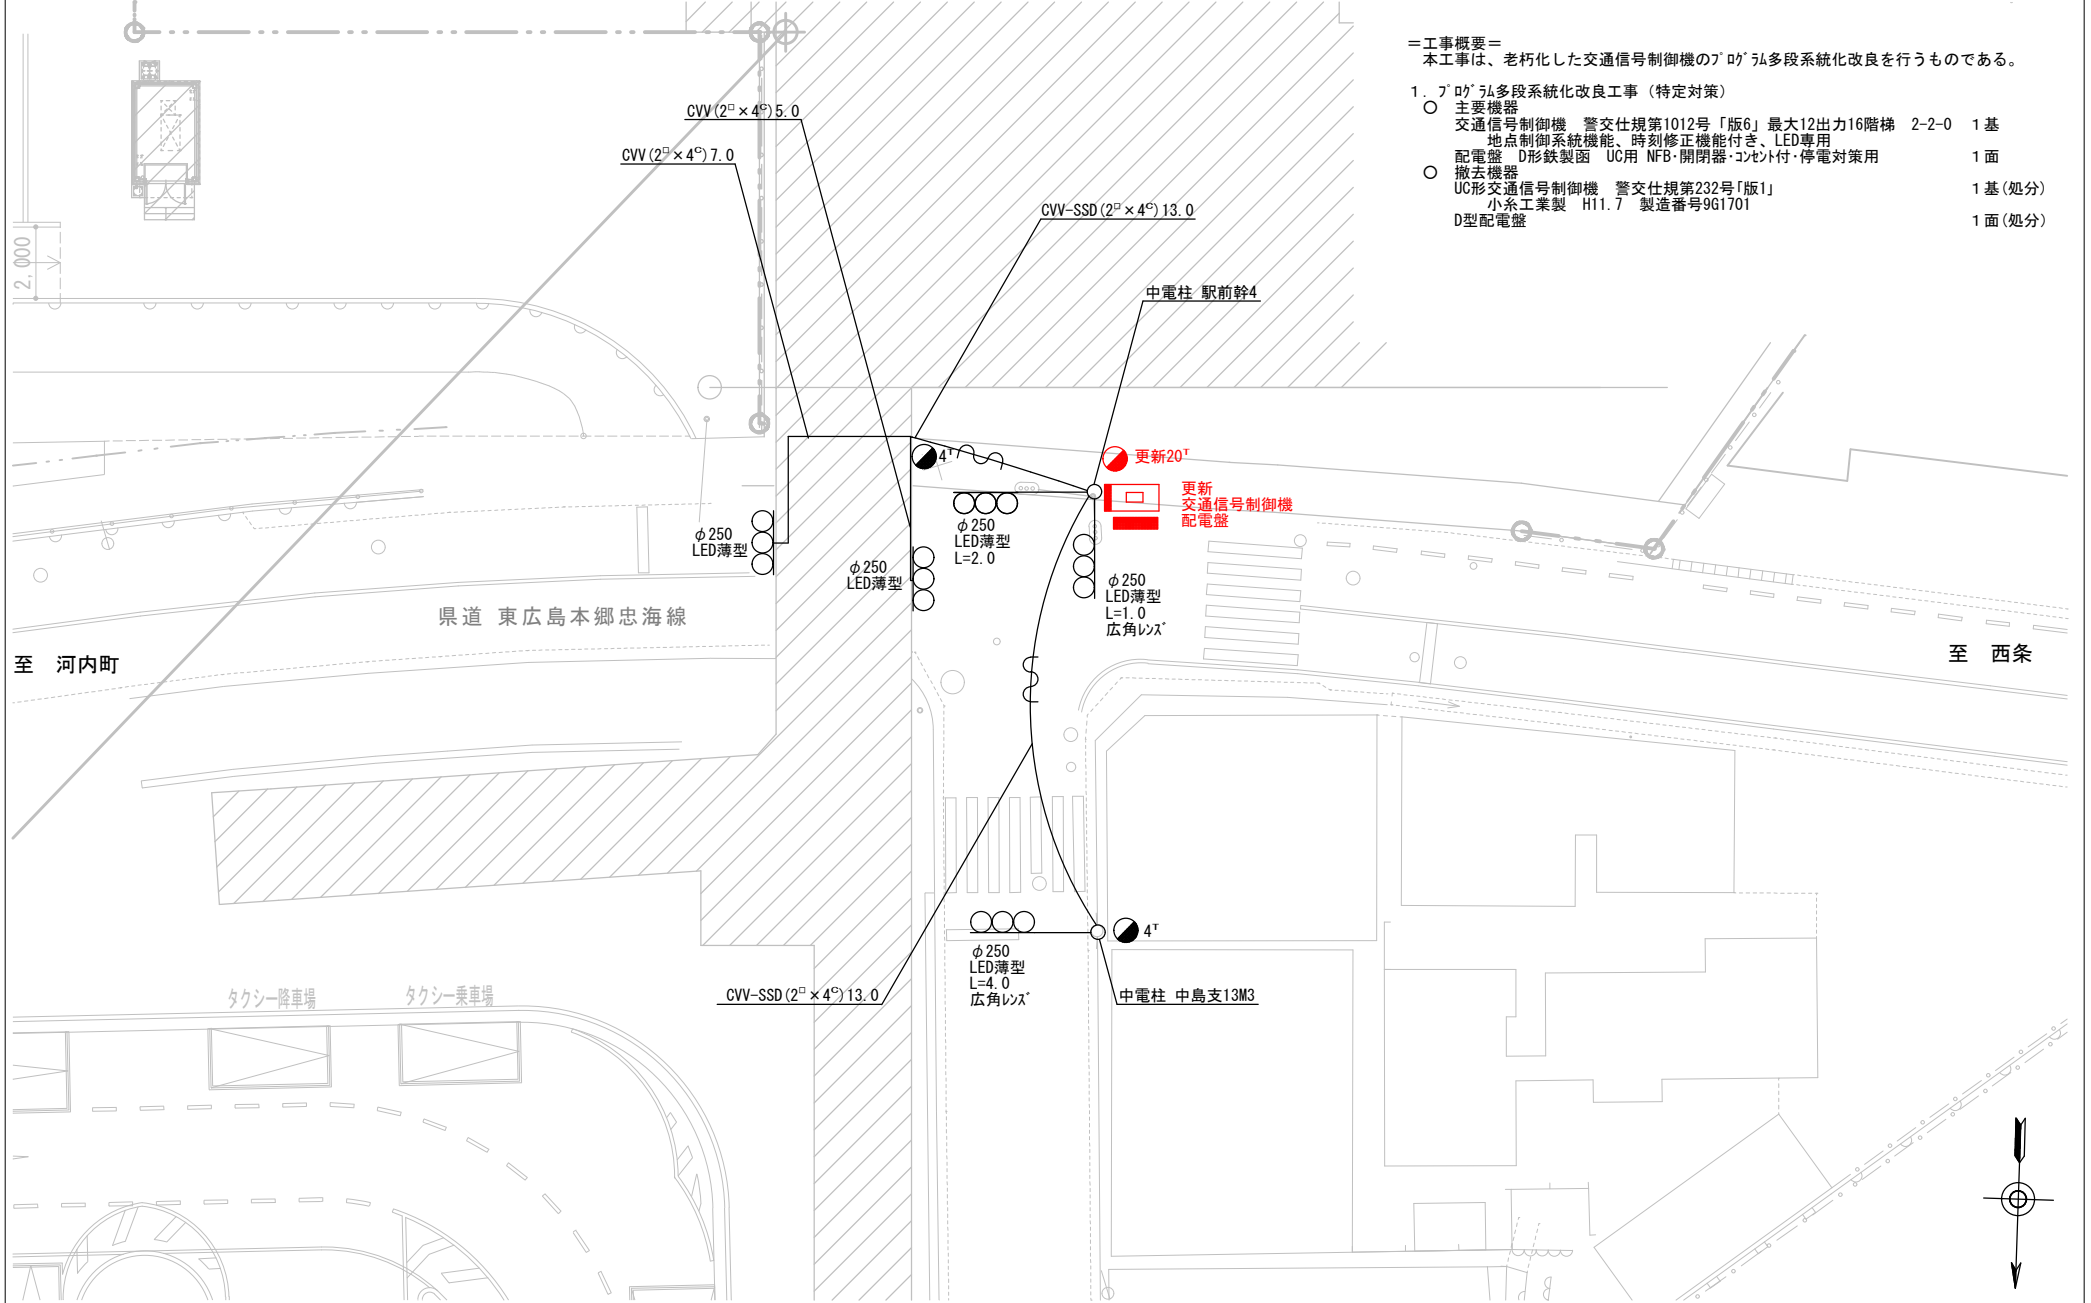 ＝工事概要＝
本工事は、老朽化した交通信号制御機のﾌﾟﾛｸﾞﾗﾑ多段系統化改良を行うものである。
1. ﾌﾟﾛｸﾞﾗﾑ多段系統化改良工事（特定対策）
○ 主要機器
交通信号制御機 警交仕規第1012号「版6」最大12出力16階梯 2-2-0 1基
地点制御系統機能、時刻修正機能付き、LED専用
配電盤 D形鉄製函 UC用 NFB・開閉器・ｺﾝｾﾝﾄ付・停電対策用 1面
○ 撤去機器
UC形交通信号制御機 警交仕規第232号「版1」 1基(処分)
小糸工業製 H11.7 製造番号9G1701
D型配電盤 1面(処分)
CVV(2□×4C)5.0
CVV(2□×4C)7.0
CVV-SSD(2□×4C)13.0
中電柱 駅前幹4
2,000
4T
更新20T
更新
交通信号制御機
配電盤
φ250
LED薄型
φ250
LED薄型
L=2.0
φ250
LED薄型
φ250
LED薄型
L=1.0
広角ﾚﾝｽﾞ
県道 東広島本郷忠海線
至 河内町
至 西条
4T
φ250
LED薄型
L=4.0
広角ﾚﾝｽﾞ
CVV-SSD(2□×4C)13.0
中電柱 中島支13M3
タクシー降車場
タクシー乗車場